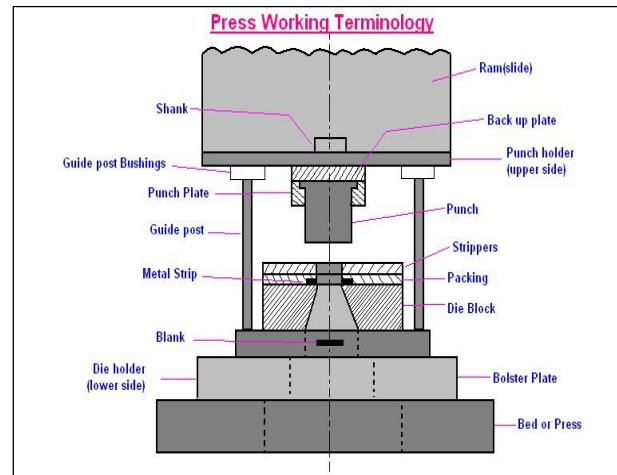 Press Working Terminology
Ram(slide)
Shank
Back up plate
Guide post Bushings
Punch holder
(upper side)
Punch Plate
Punch
Guide post
Strippers
Metal Strip
Packing
Die Block
Blank
Die holder
(lower side)
Bolster Plate
Bed or Press